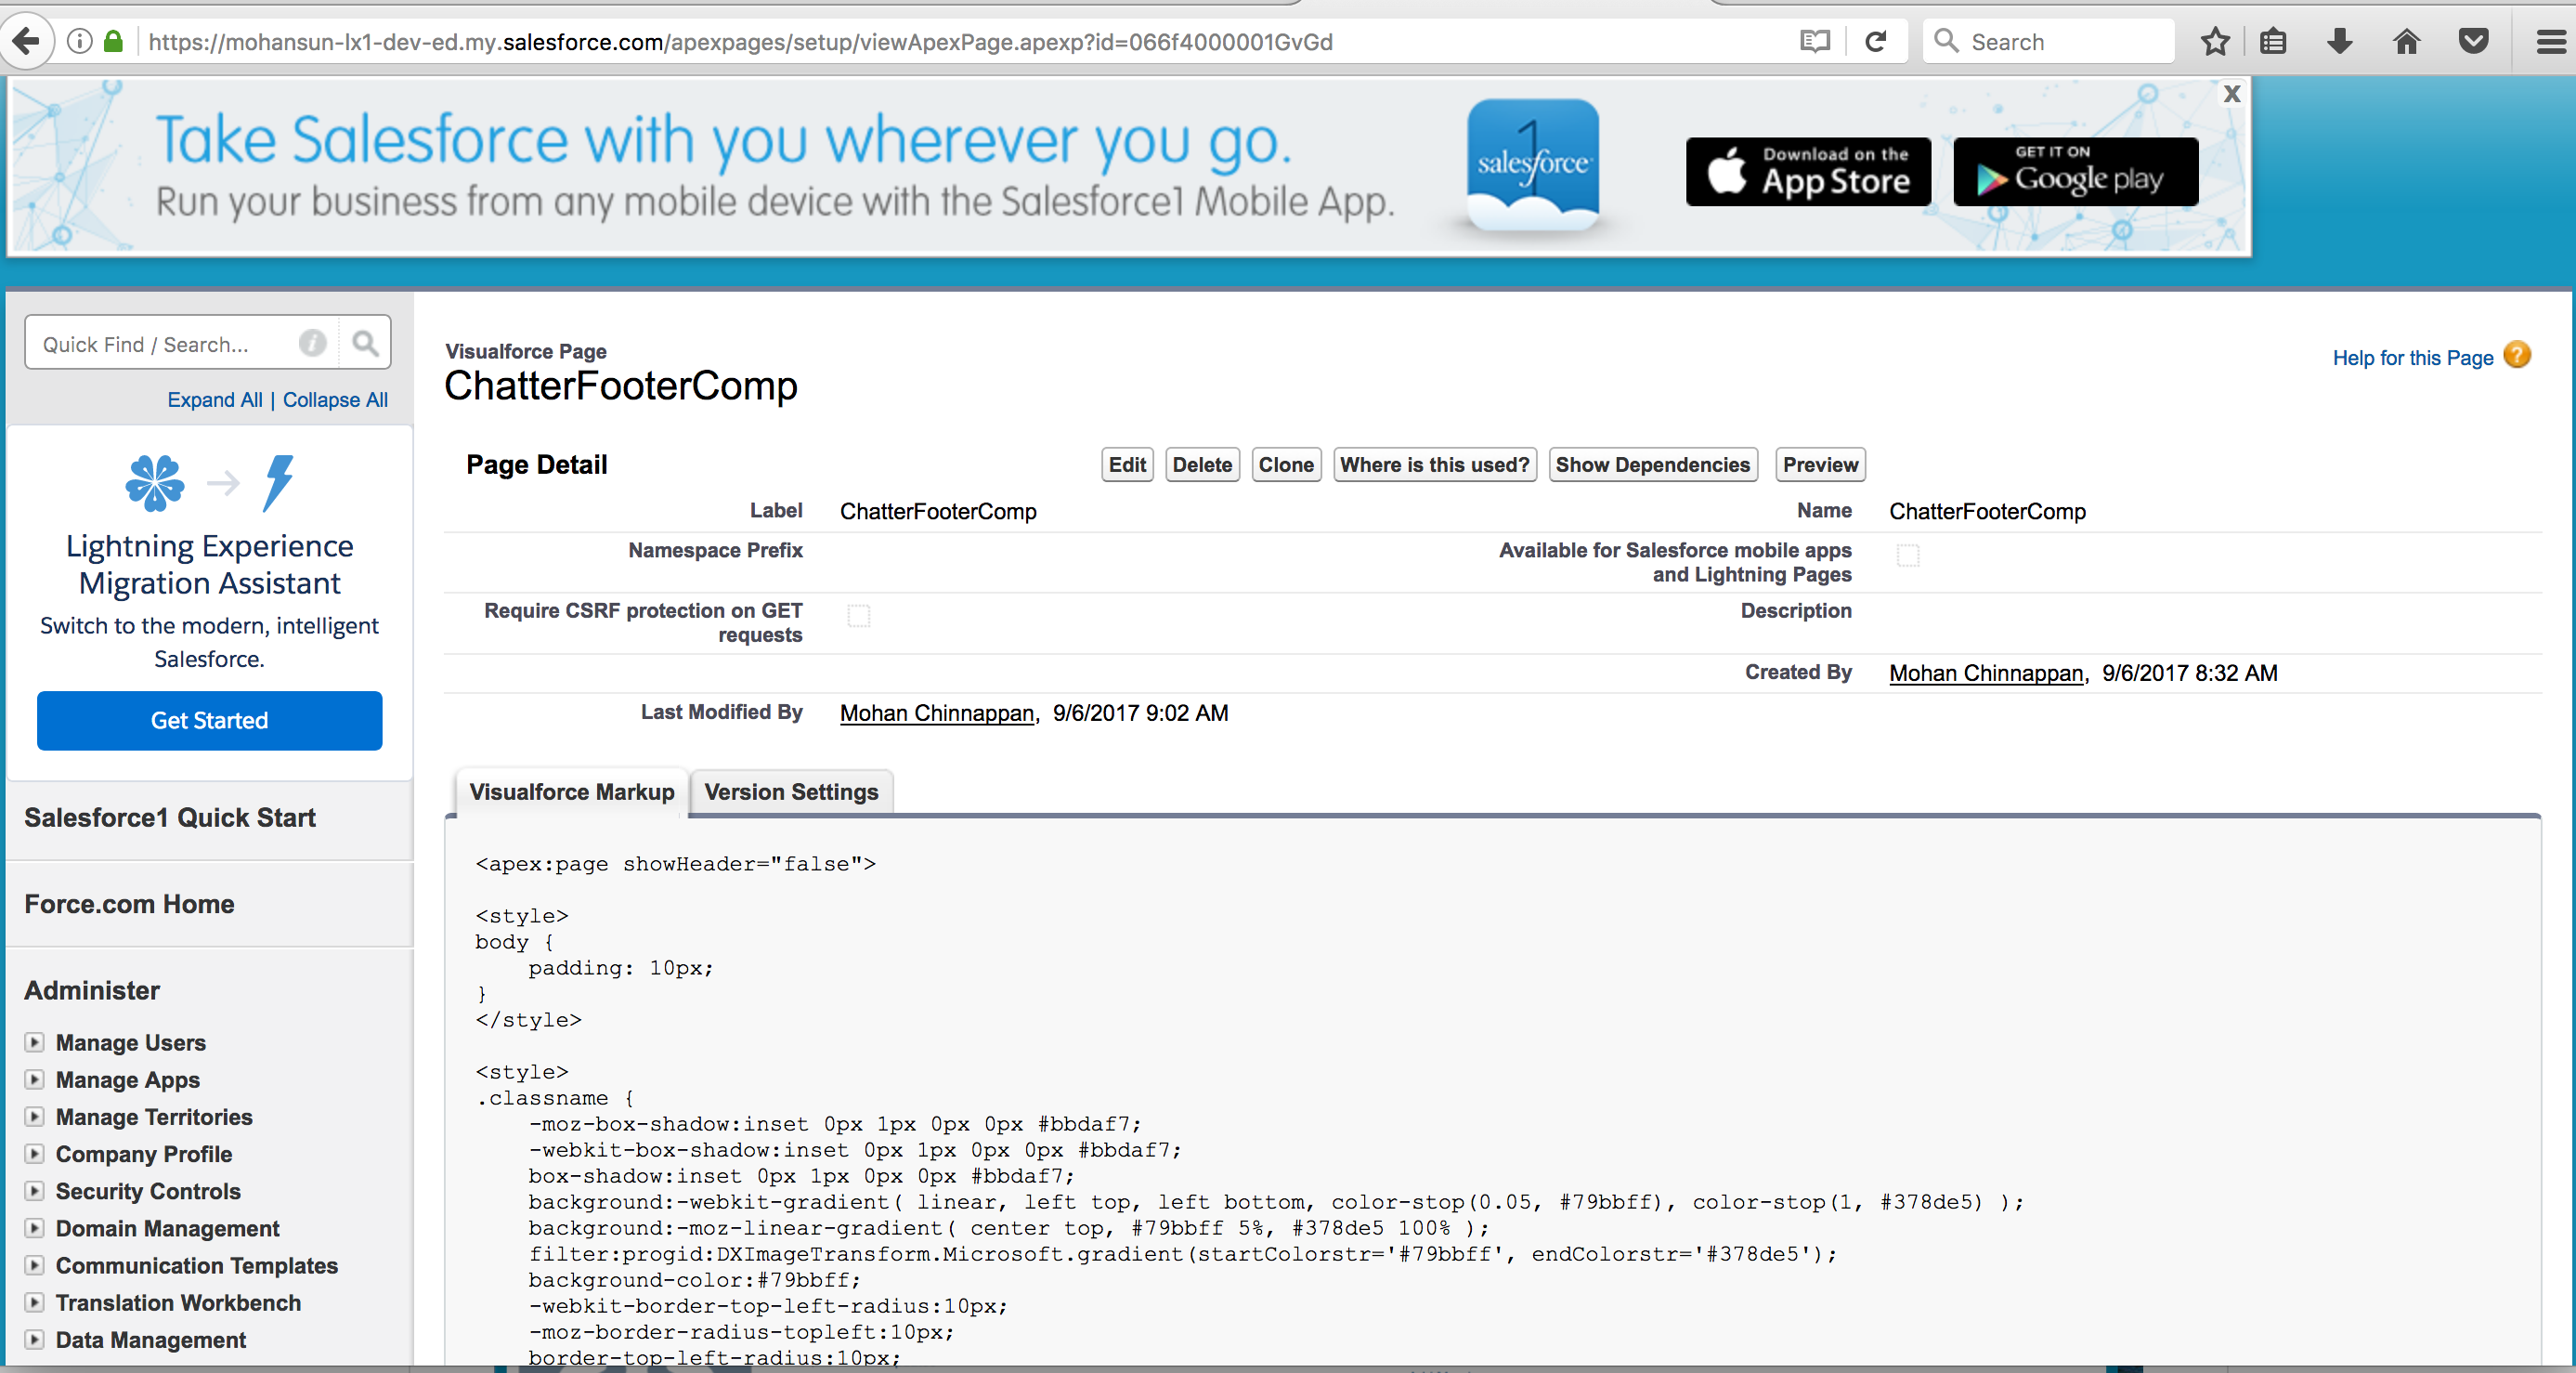 https://mohansun-lx1-dev-ed.my.salesforce.com/apexpages/setup/viewApexPage.apexp?id=066f4000001GvGd
Search
Take Salesforce with you wherever you go.
Run your business from any mobile device with the Salesforce1 Mobile App.
1
salesforce
Download on the
App Store
GET IT ON
Google play
X
Quick Find / Search...
Expand All | Collapse All
Lightning Experience
Migration Assistant
Switch to the modern, intelligent
Salesforce.
Get Started
Salesforce1 Quick Start
Force.com Home
Administer
Manage Users
Manage Apps
Manage Territories
Company Profile
Security Controls
Domain Management
Communication Templates
Translation Workbench
Data Management
Visualforce Page
ChatterFooterComp
Help for this Page ?
Page Detail
Edit Delete Clone Where is this used? Show Dependencies Preview
Label ChatterFooterComp Name ChatterFooterComp
Namespace Prefix Available for Salesforce mobile apps
and Lightning Pages
Require CSRF protection on GET Description
requests
Created By Mohan Chinnappan, 9/6/2017 8:32 AM
Last Modified By Mohan Chinnappan, 9/6/2017 9:02 AM
Visualforce Markup Version Settings
<apex:page showHeader="false">
<style>
body {
padding: 10px;
}
</style>
<style>
.classname {
-moz-box-shadow:inset 0px 1px 0px 0px #bbdaf7;
-webkit-box-shadow:inset 0px 1px 0px 0px #bbdaf7;
box-shadow:inset 0px 1px 0px 0px #bbdaf7;
background:-webkit-gradient( linear, left top, left bottom, color-stop(0.05, #79bbff), color-stop(1, #378de5) );
background:-moz-linear-gradient( center top, #79bbff 5%, #378de5 100% );
filter:progid:DXImageTransform.Microsoft.gradient(startColorstr='#79bbff', endColorstr='#378de5');
background-color:#79bbff;
-webkit-border-top-left-radius:10px;
-moz-border-radius-topleft:10px;
border-top-left-radius:10px;